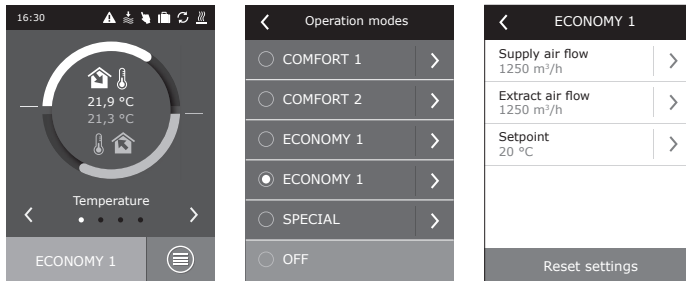 16:30
21,9 °C
21,3 °C
Temperature
ECONOMY 1
Operation modes
COMFORT 1
COMFORT 2
ECONOMY 1
ECONOMY 1
SPECIAL
OFF
ECONOMY 1
Supply air flow
1250 m³/h
Extract air flow
1250 m³/h
Setpoint
20 °C
Reset settings